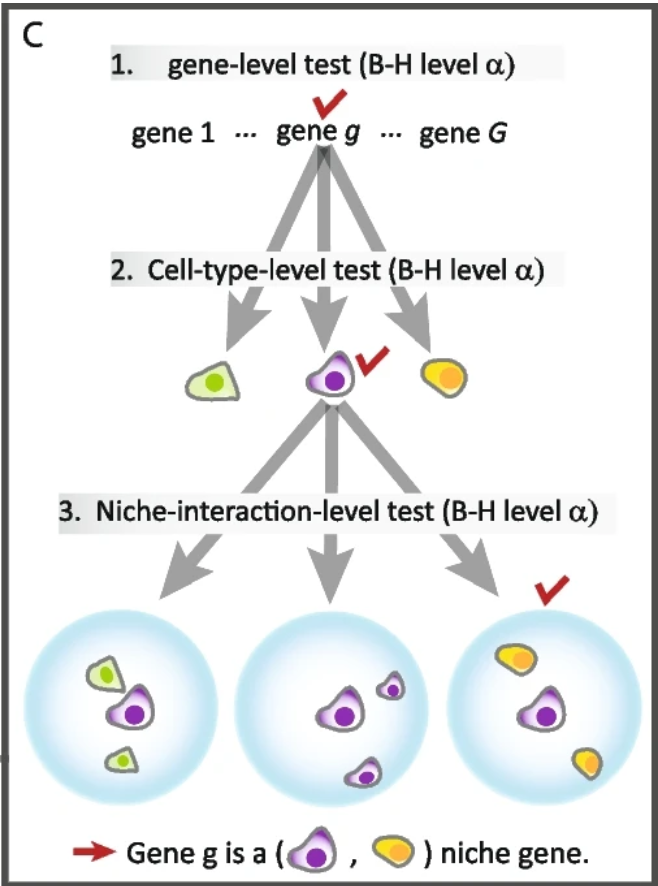 C
1. gene-level test (B-H level α)
gene 1 ... gene g ... gene G
2. Cell-type-level test (B-H level α)
3. Niche-interaction-level test (B-H level α)
Gene g is a ( , ) niche gene.